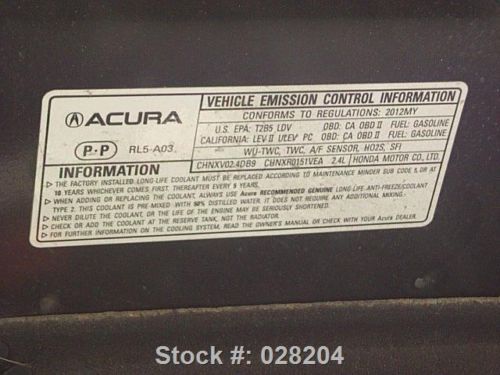 ACURA
P-P RL5-A03
VEHICLE EMISSION CONTROL INFORMATION
CONFORMS TO REGULATIONS: 2012MY
U.S. EPA: T2B5 LDV OBD: CA OBD II FUEL: GASOLINE
CALIFORNIA: LEV II ULEV PC OBD: CA OBD II FUEL: GASOLINE
WU-TWC, TWC, A/F SENSOR, HO2S, SFI
CHNXV02.4DB9 CHNXR0151VEA 2.4L HONDA MOTOR CO., LTD.
INFORMATION
▷ THE FACTORY INSTALLED LONG-LIFE COOLANT MUST BE REPLACED ACCORDING TO MAINTENANCE MINDER SUB CODE 5, OR AT
10 YEARS WHICHEVER COMES FIRST. THEREAFTER EVERY 5 YEARS.
▷ WHEN ADDING OR REPLACING THE COOLANT, ALWAYS USE Acura RECOMMENDED GENUINE LONG-LIFE ANTI-FREEZE/COOLANT
TYPE 2. THIS COOLANT IS PRE-MIXED WITH 50% DISTILLED WATER. IT DOES NOT REQUIRE ANY ADDITIONAL MIXING.
▷ NEVER DILUTE THE COOLANT, OR THE LIFE OF THE ENGINE MAY BE SERIOUSLY SHORTENED.
▷ CHECK OR ADD THE COOLANT AT THE RESERVE TANK, NOT THE RADIATOR.
▷ FOR FURTHER INFORMATION ON THE COOLING SYSTEM, READ THE OWNER'S MANUAL OR CHECK WITH YOUR Acura DEALER.
Stock #: 028204